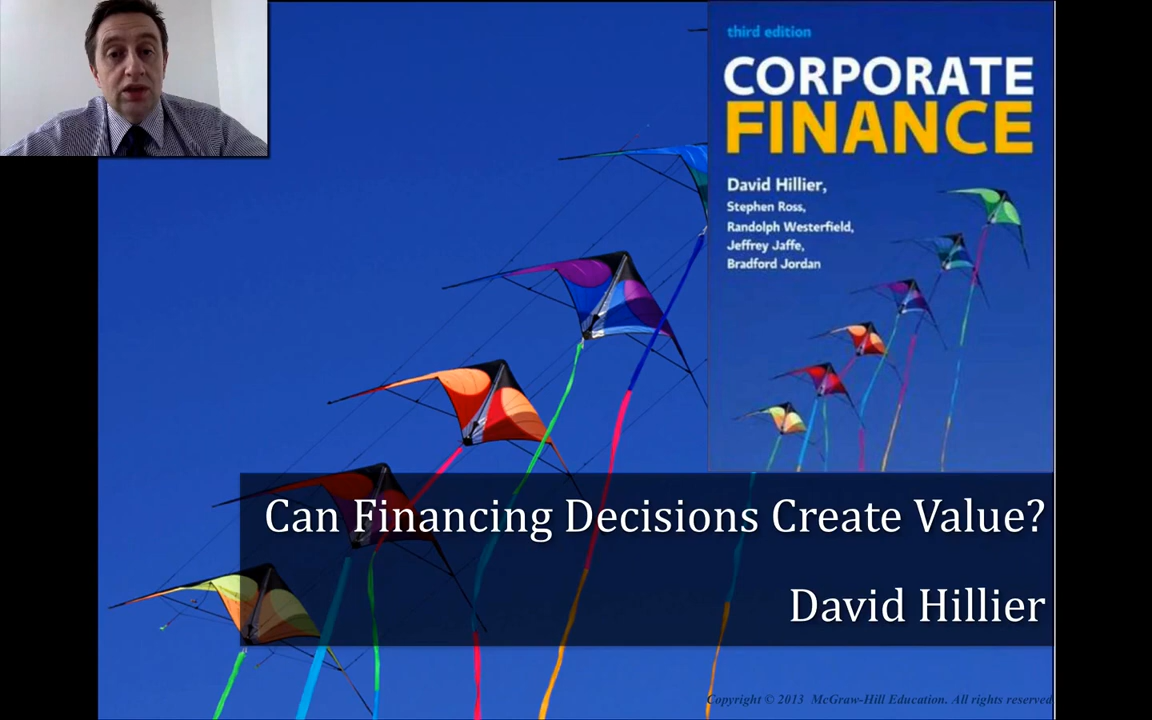 third edition
CORPORATE
FINANCE
David Hillier,
Stephen Ross,
Randolph Westerfield,
Jeffrey Jaffe,
Bradford Jordan
Can Financing Decisions Create Value?
David Hillier
Copyright © 2013 McGraw-Hill Education. All rights reserved